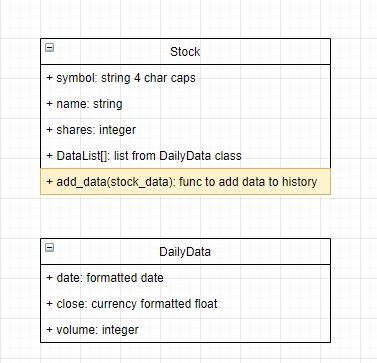 Stock
+ symbol: string 4 char caps
+ name: string
+ shares: integer
+ DataList[]: list from DailyData class
+ add_data(stock_data): func to add data to history
DailyData
+ date: formatted date
+ close: currency formatted float
+ volume: integer